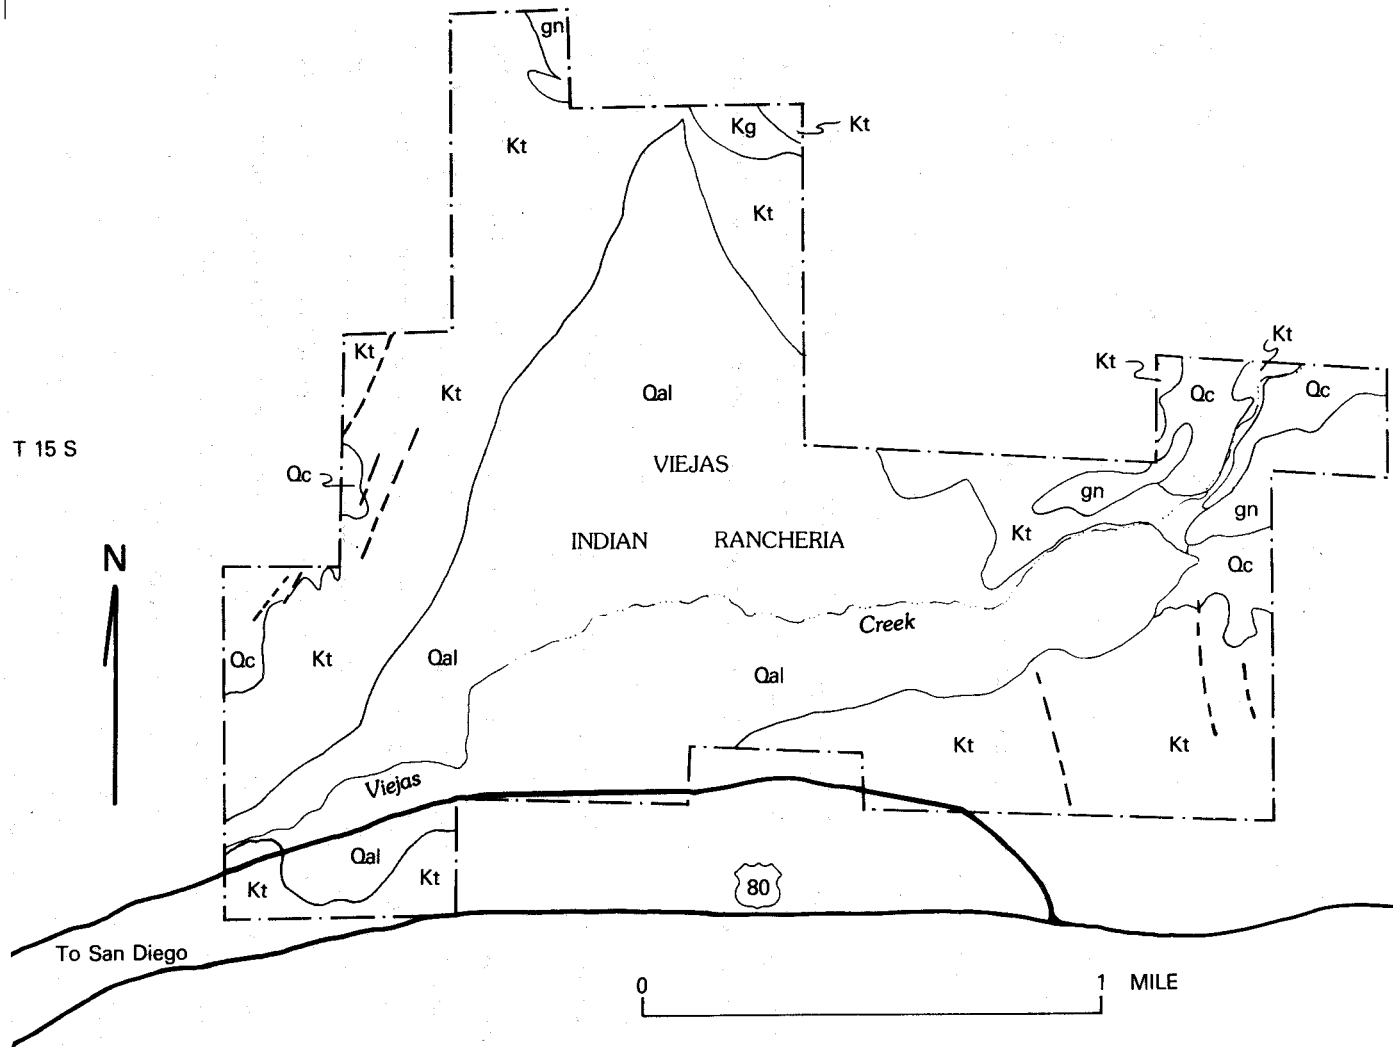 gn
Kg
Kt
Kt
Kt
Kt
Kt
Kt
Kt
Qc
Qc
Kt
Qal
T 15 S
VIEJAS
Qc
gn
gn
Kt
INDIAN RANCHERIA
N
Qc
Creek
Qc
Kt
Qal
Qal
Kt
Kt
Viejas
Qal
Kt
Kt
80
To San Diego
0
1 MILE